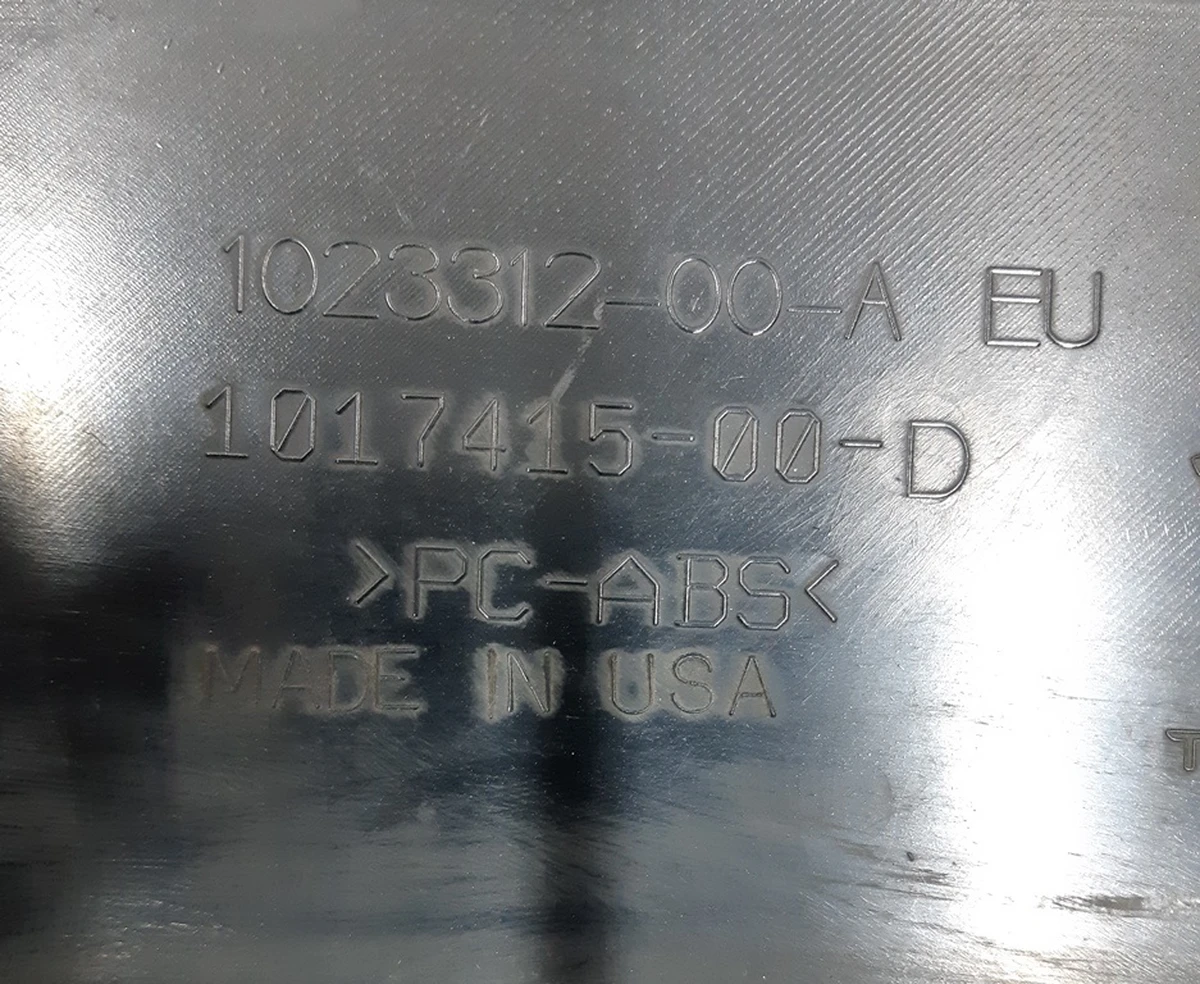 1023312-00-A EU
1017415-00-D
>PC-ABS<
MADE IN USA
T